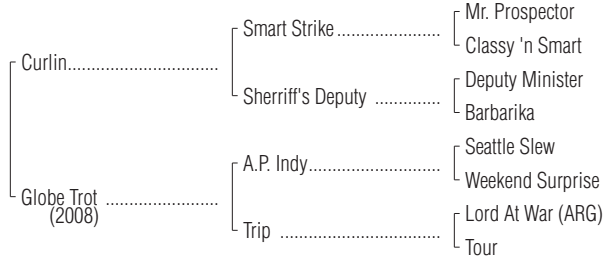 Mr. Prospector
Smart Strike..................
Classy 'n Smart
Curlin..............................
Deputy Minister
Sherriff's Deputy ...............
Barbarika
Seattle Slew
A.P. Indy.........................
Weekend Surprise
Globe Trot ......................
(2008)
Lord At War (ARG)
Trip ................................
Tour